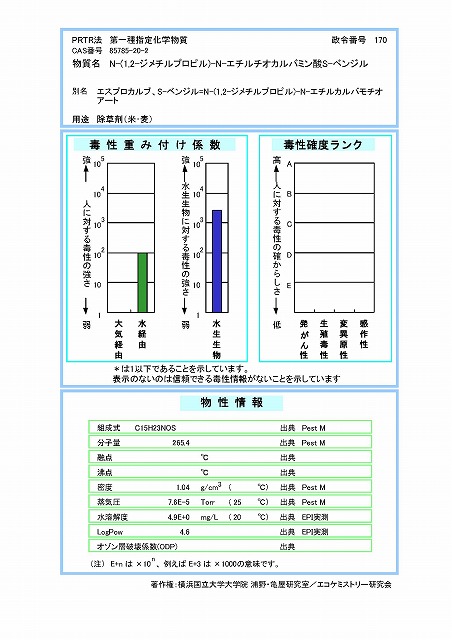 PRTR法 第一種指定化学物質 政令番号 170
CAS番号 85785-20-2
物質名 N-(1,2-ジメチルプロピル)-N-エチルチオカルバミン酸S-ベンジル
別名 エスプロカルブ、S-ベンジル=N-(1,2-ジメチルプロピル)-N-エチルカルバモチオ
アート
用途 除草剤(米・麦)
毒性重み付け係数
強
人に対する毒性の強さ
弱
10^5
10^4
10^3
10^2
10
1
大気経由
水経由
強
水生生物に対する毒性の強さ
弱
10^5
10^4
10^3
10^2
10
1
水生生物
毒性確度ランク
高
人に対する毒性の確からしさ
低
A
B
C
D
E
発がん性
生殖毒性
変異原性
感作性
*は1以下であることを示しています。
表示のないのは信頼できる毒性情報がないことを示しています
物性情報
組成式 C15H23NOS 出典 Pest M
分子量 265.4 出典 Pest M
融点 ℃ 出典
沸点 ℃ 出典
密度 1.04 g/cm³ ( ℃) 出典 Pest M
蒸気圧 7.6E-5 Torr (25 ℃) 出典 Pest M
水溶解度 4.9E+0 mg/L (20 ℃) 出典 EPI実測
LogPow 4.6 出典 EPI実測
オゾン層破壊係数(ODP) 出典
(注) E+n は ×10^n、例えば E+3 は ×1000の意味です。
著作権:横浜国立大学大学院 浦野・亀屋研究室/エコケミストリー研究会